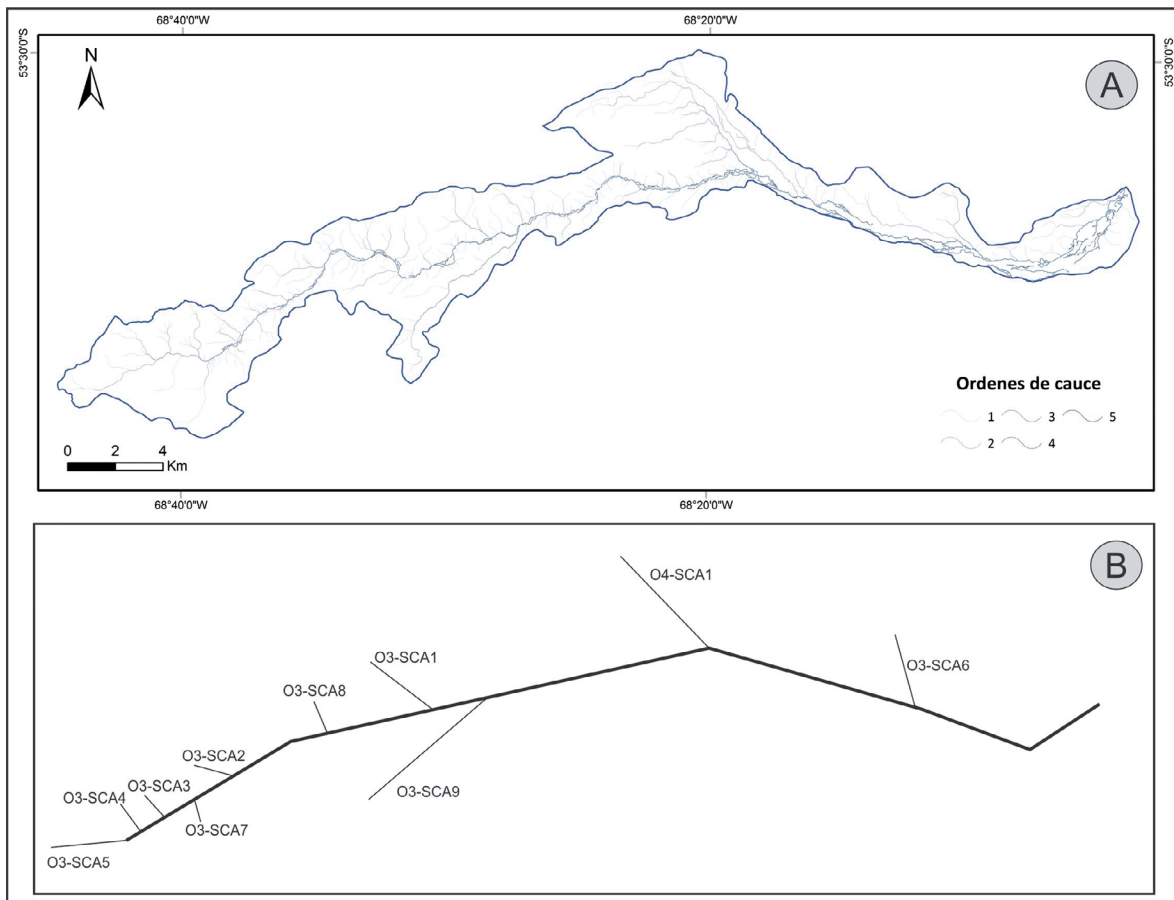 68°40'0"W
68°20'0"W
53°30'0"S
53°30'0"S
N
A
Ordenes de cauce
1
3
5
2
4
0
2
4
Km
68°40'0"W
68°20'0"W
B
O4-SCA1
O3-SCA1
O3-SCA6
O3-SCA8
O3-SCA2
O3-SCA3
O3-SCA4
O3-SCA9
O3-SCA7
O3-SCA5